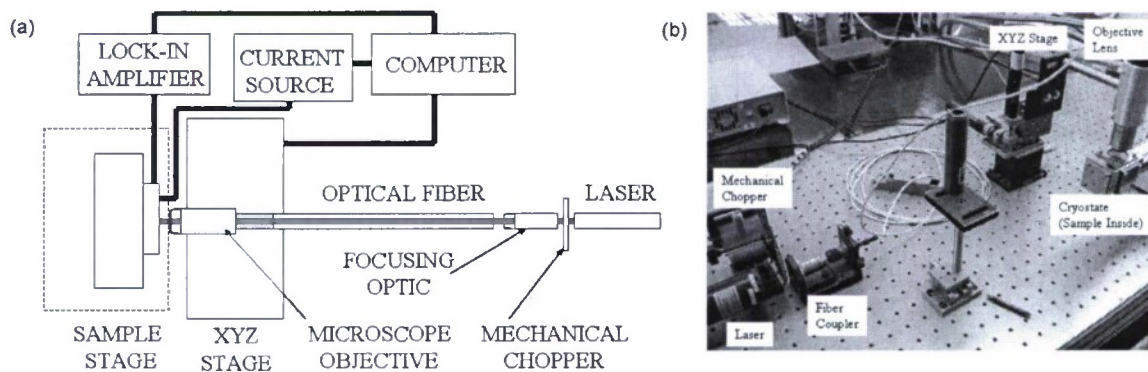 (a)
LOCK-IN
AMPLIFIER
CURRENT
SOURCE
COMPUTER
OPTICAL FIBER
LASER
FOCUSING
OPTIC
SAMPLE
STAGE
XYZ
STAGE
MICROSCOPE
OBJECTIVE
MECHANICAL
CHOPPER
(b)
XYZ Stage
Objective
Lens
Mechanical
Chopper
Cryostate
(Sample Inside)
Fiber
Coupler
Laser